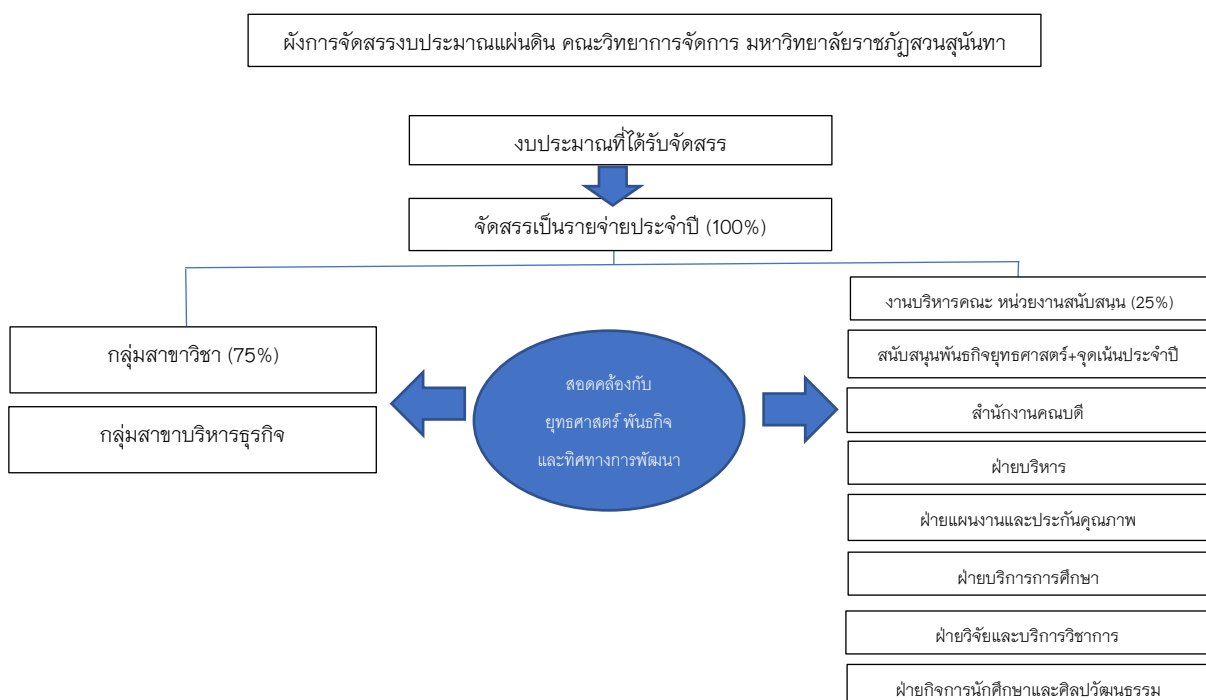 ผังการจัดสรรงบประมาณแผ่นดิน คณะวิทยาการจัดการ มหาวิทยาลัยราชภัฏสวนสุนันทา
งบประมาณที่ได้รับจัดสรร
จัดสรรเป็นรายจ่ายประจำปี (100%)
กลุ่มสาขาวิชา (75%)
กลุ่มสาขาบริหารธุรกิจ
สอดคล้องกับ
ยุทธศาสตร์ พันธกิจ
และทิศทางการพัฒนา
งานบริหารคณะ หน่วยงานสนับสนุน (25%)
สนับสนุนพันธกิจยุทธศาสตร์+จุดเน้นประจำปี
สำนักงานคณบดี
ฝ่ายบริหาร
ฝ่ายแผนงานและประกันคุณภาพ
ฝ่ายบริการการศึกษา
ฝ่ายวิจัยและบริการวิชาการ
ฝ่ายกิจการนักศึกษาและศิลปวัฒนธรรม